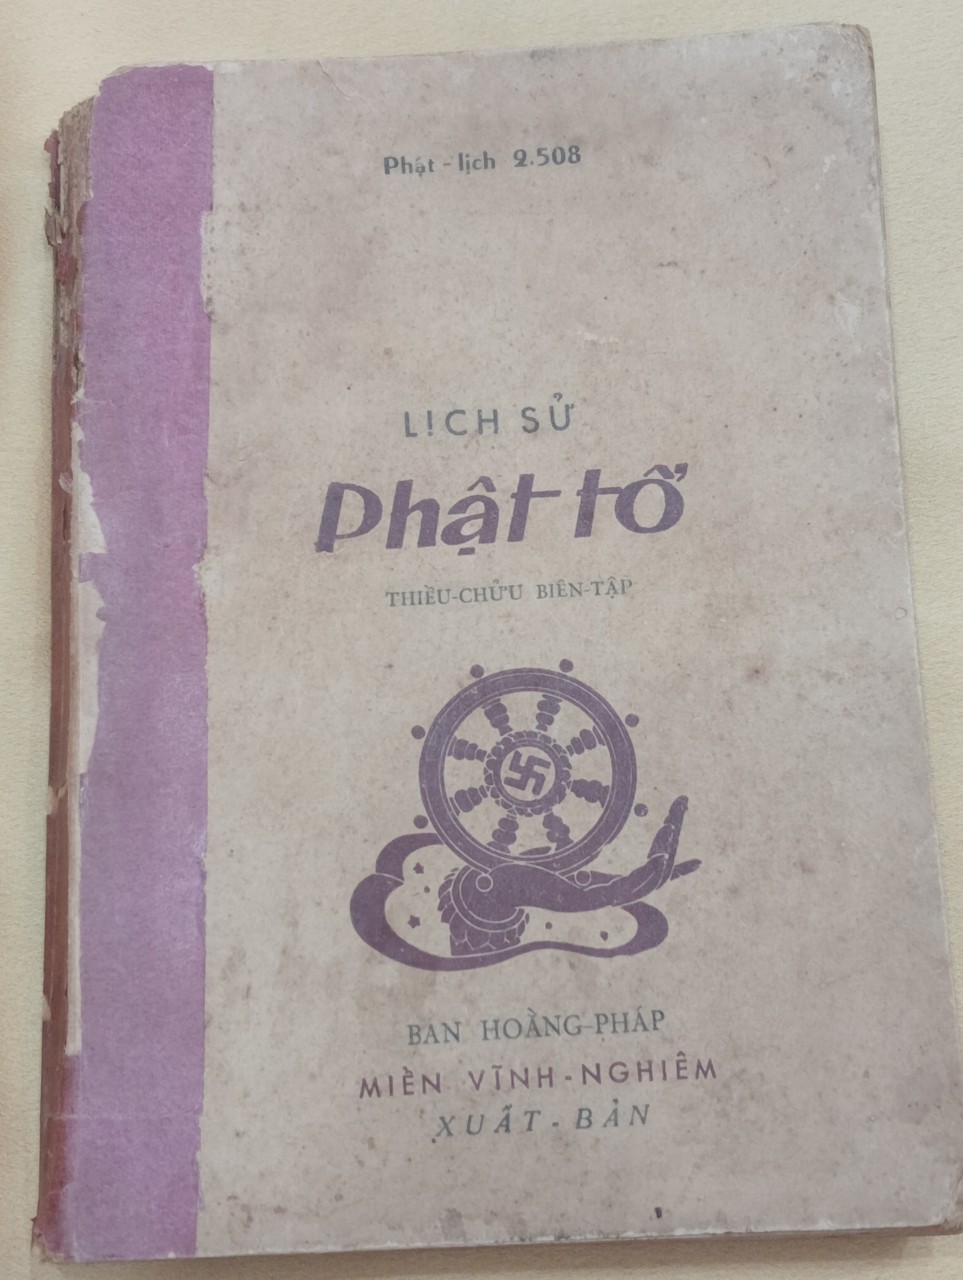 Phật - lịch 2.508
LỊCH SỬ
Phật tổ
THIỀU-CHỬU BIÊN-TẬP
BAN HOẰNG-PHÁP
MIỀN VĨNH-NGHIÊM
XUẤT-BẢN